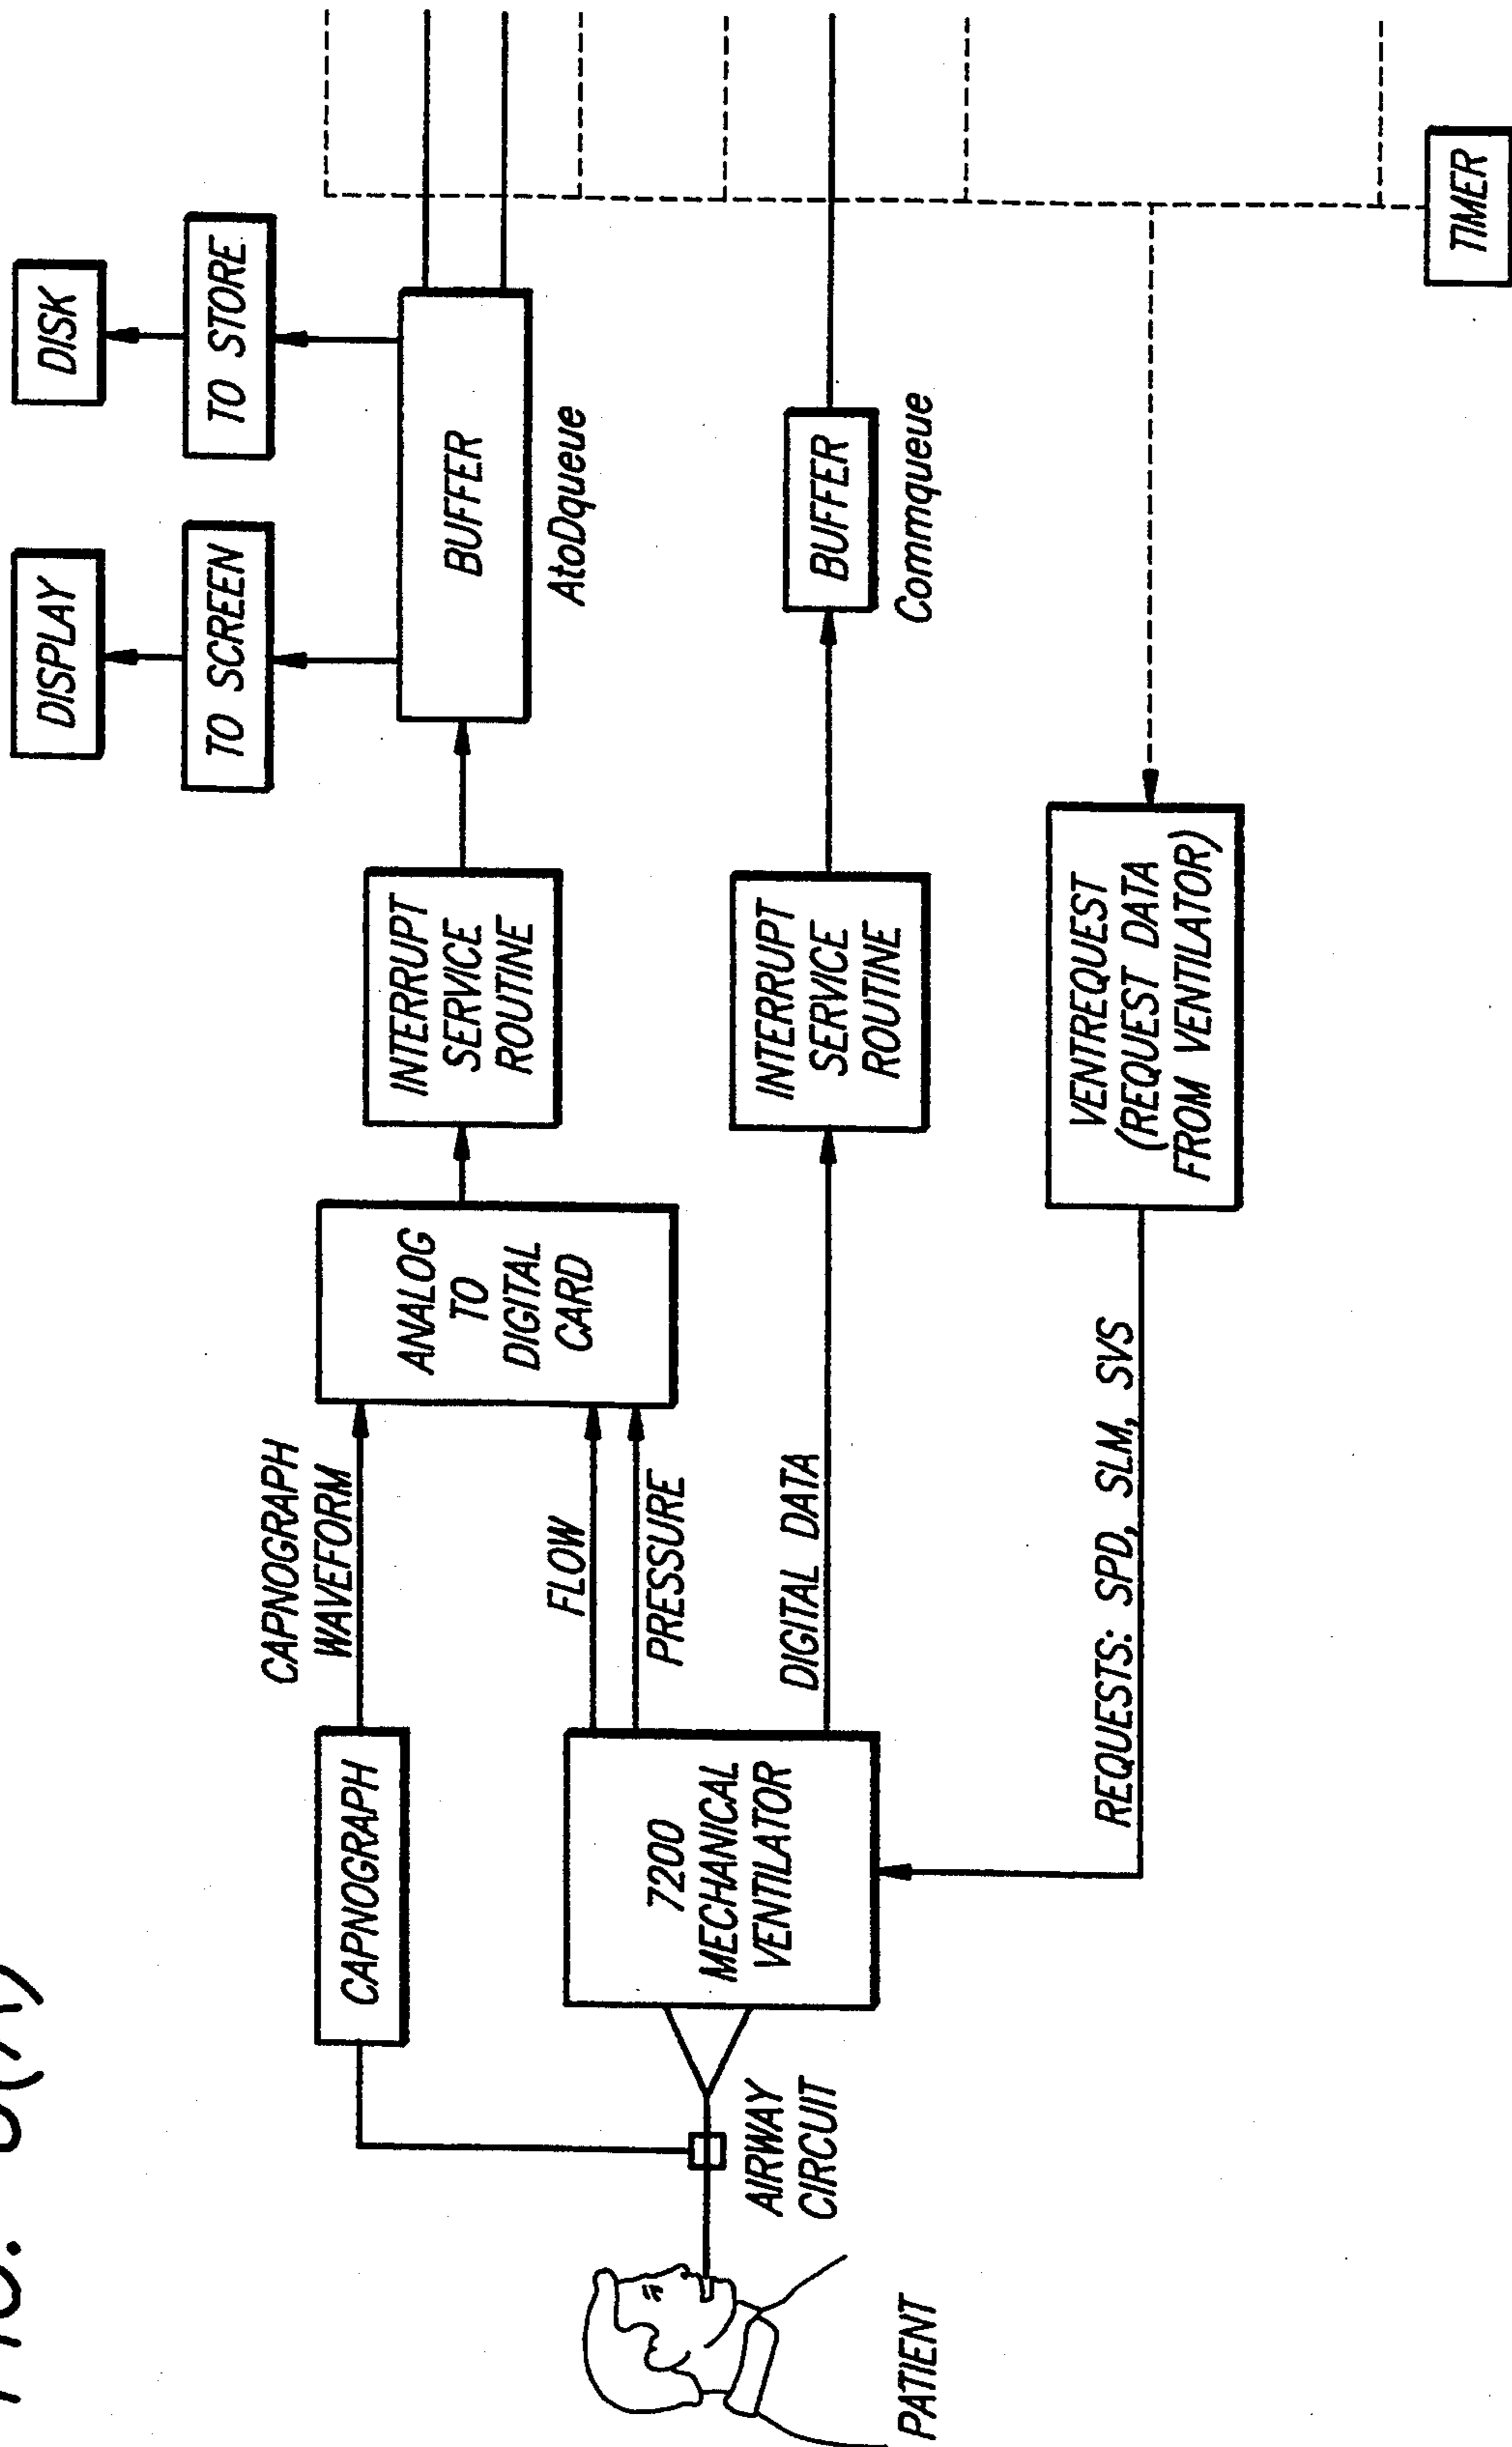 DISPLAY
DISK
TO SCREEN
TO STORE
CAPNOGRAPH
CAPNOGRAPH
WAVEFORM
ANALOG
TO
DIGITAL
CARD
INTERRUPT
SERVICE
ROUTINE
BUFFER
AtoDqueue
FLOW
PRESSURE
7200
MECHANICAL
VENTILATOR
AIRWAY
CIRCUIT
PATIENT
DIGITAL DATA
INTERRUPT
SERVICE
ROUTINE
BUFFER
Commqueue
REQUESTS: SPD, SLM, SVS
VENTREQUEST
(REQUEST DATA
FROM VENTILATOR)
TIMER